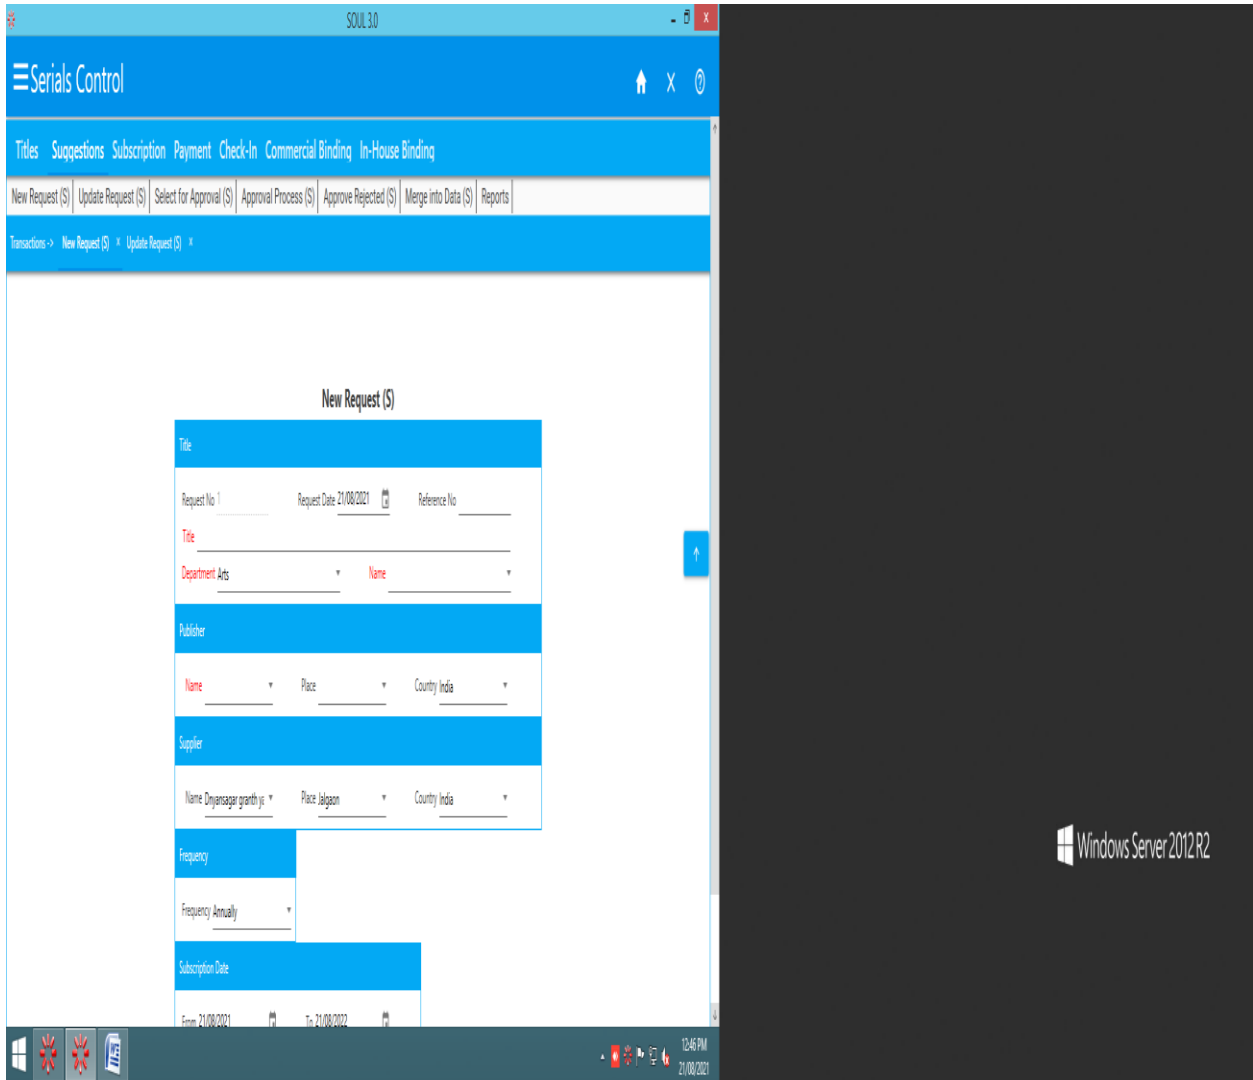 SOUL 3.0
Serials Control
Titles Suggestions Subscription Payment Check-In Commercial Binding In-House Binding
New Request (S) Update Request (S) Select for Approval (S) Approval Process (S) Approve Rejected (S) Merge into Data (S) Reports
Transactions -> New Request (S) × Update Request (S) ×
New Request (S)
Title
Request No 1 Request Date 21/08/2021 Reference No
Title
Department Arts Name
Publisher
Name Place Country India
Supplier
Name Dnyansagar granth ya Place Jalgaon Country India
Frequency
Frequency Annually
Subscription Date
From 21/08/2021 To 21/08/2022
Windows Server 2012 R2
12:46 PM
21/08/2021